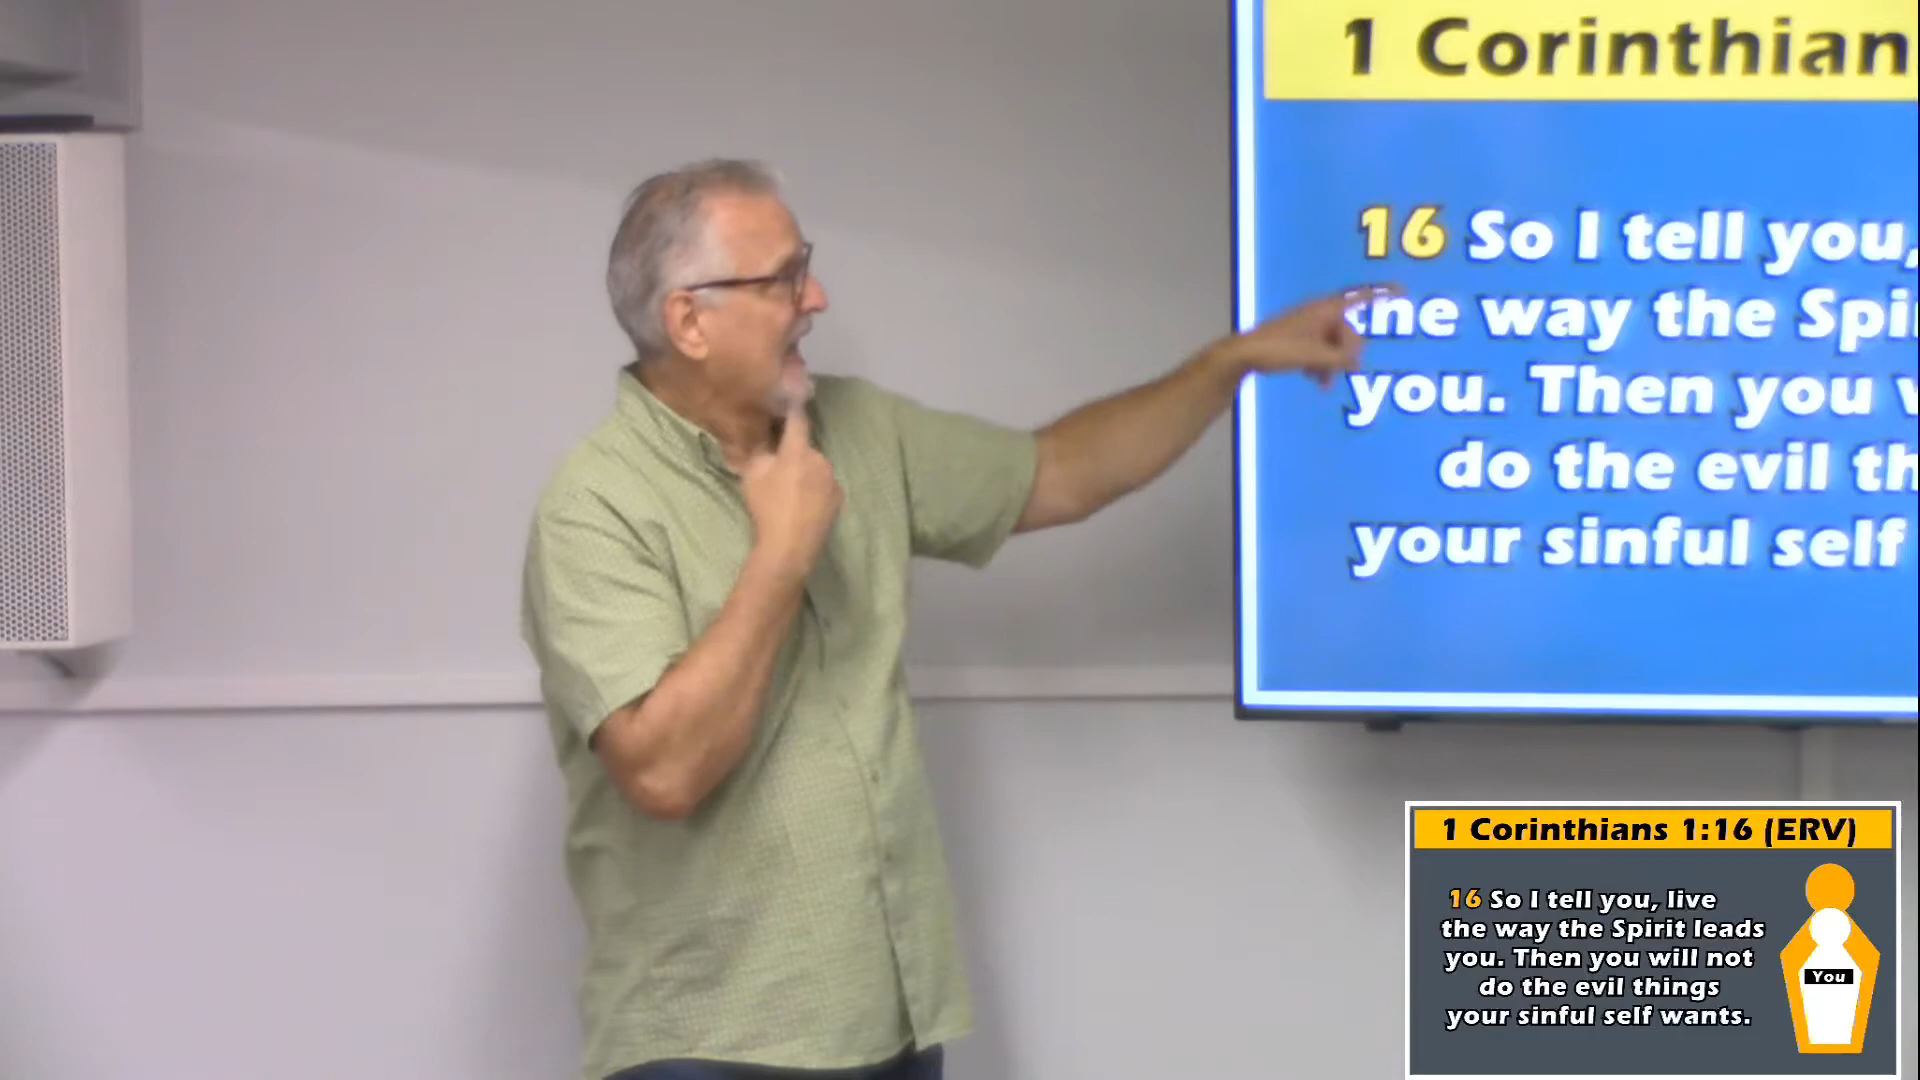 1 Corinthian
16 So I tell you,
the way the Spi
you. Then you
do the evil th
your sinful self
1 Corinthians 1:16 (ERV)
16 So I tell you, live
the way the Spirit leads
you. Then you will not
do the evil things
your sinful self wants.
You